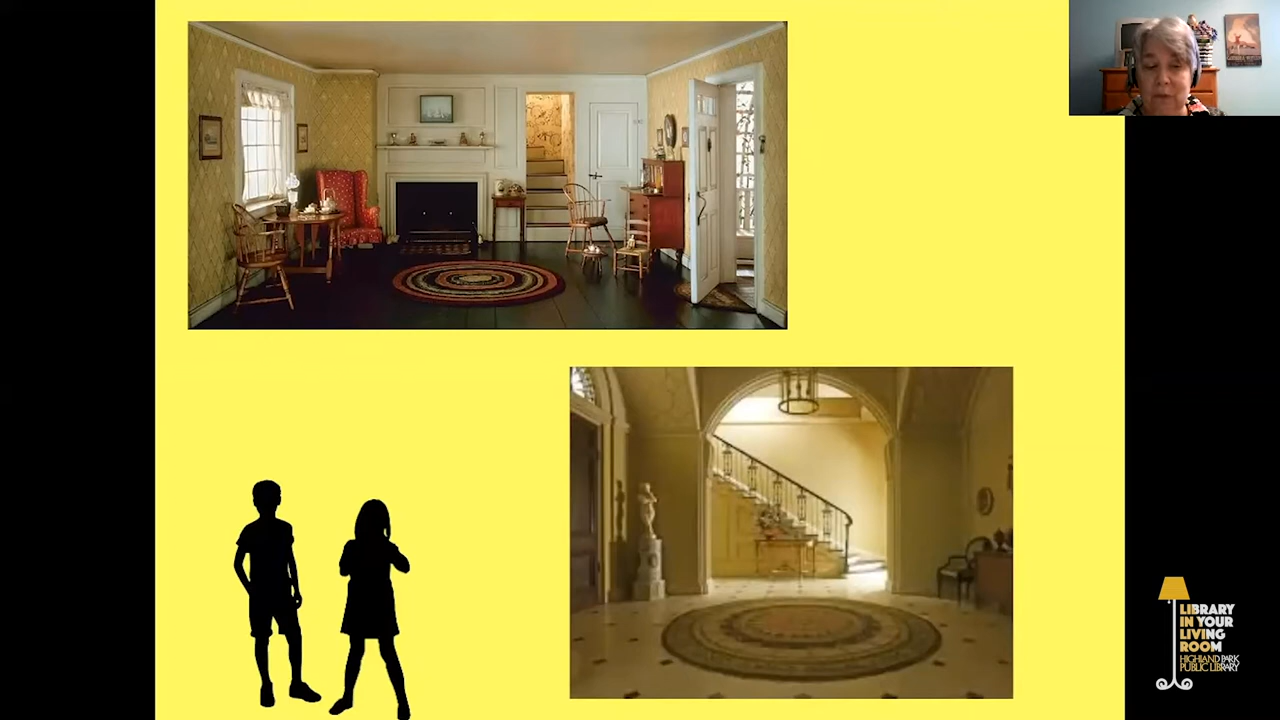 LIBRARY
IN YOUR
LIVING
ROOM
HIGHLAND PARK
PUBLIC LIBRARY